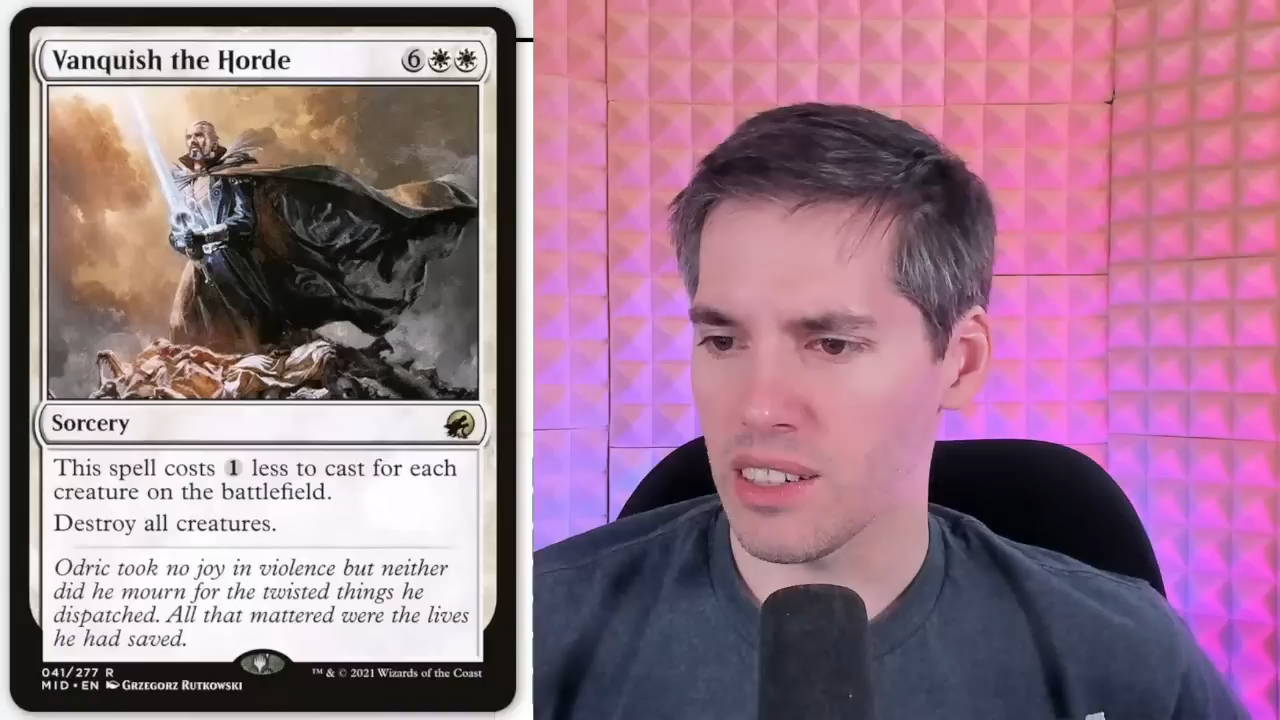 Vanquish the Horde 6
Sorcery
This spell costs 1 less to cast for each
creature on the battlefield.
Destroy all creatures.
Odric took no joy in violence but neither
did he mourn for the twisted things he
dispatched. All that mattered were the lives
he had saved.
041/277 R
MID • EN GRZEGORZ RUTKOWSKI
™ & © 2021 Wizards of the Coast